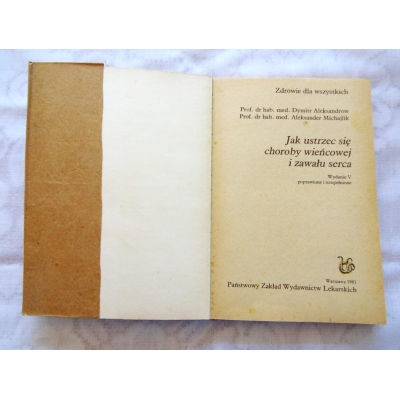 Zdrowie dla wszystkich
Prof. dr hab. med. Dymitr Aleksandrow
Prof. dr hab. med. Aleksander Michajlik
Jak ustrzec się
choroby wieńcowej
i zawału serca
Wydanie V
poprawione i uzupełnione
Warszawa 1981
Państwowy Zakład Wydawnictw Lekarskich